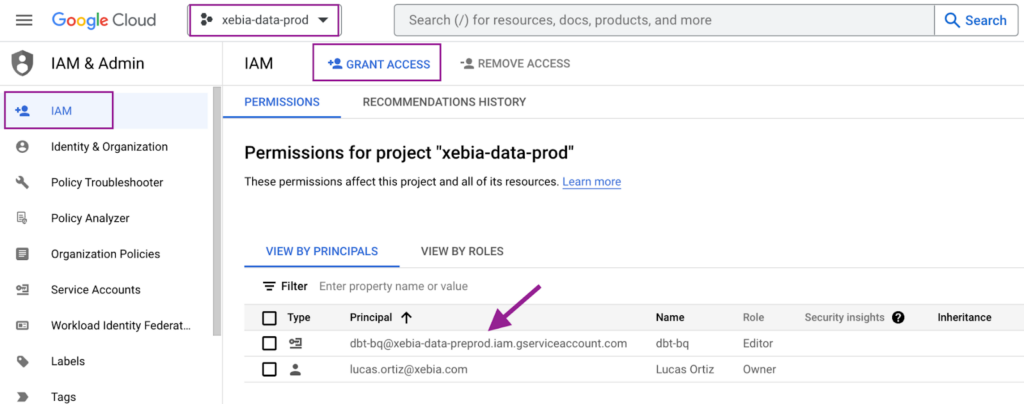 Google Cloud
xebia-data-prod
Search (/) for resources, docs, products, and more
Search
IAM & Admin
IAM
GRANT ACCESS
REMOVE ACCESS
IAM
Identity & Organization
Policy Troubleshooter
Policy Analyzer
Organization Policies
Service Accounts
Workload Identity Federat...
Labels
Tags
PERMISSIONS
RECOMMENDATIONS HISTORY
Permissions for project "xebia-data-prod"
These permissions affect this project and all of its resources. Learn more
VIEW BY PRINCIPALS
VIEW BY ROLES
Filter Enter property name or value
Type Principal Name Role Security insights Inheritance
dbt-bq@xebia-data-preprod.iam.gserviceaccount.com dbt-bq Editor
lucas.ortiz@xebia.com Lucas Ortiz Owner